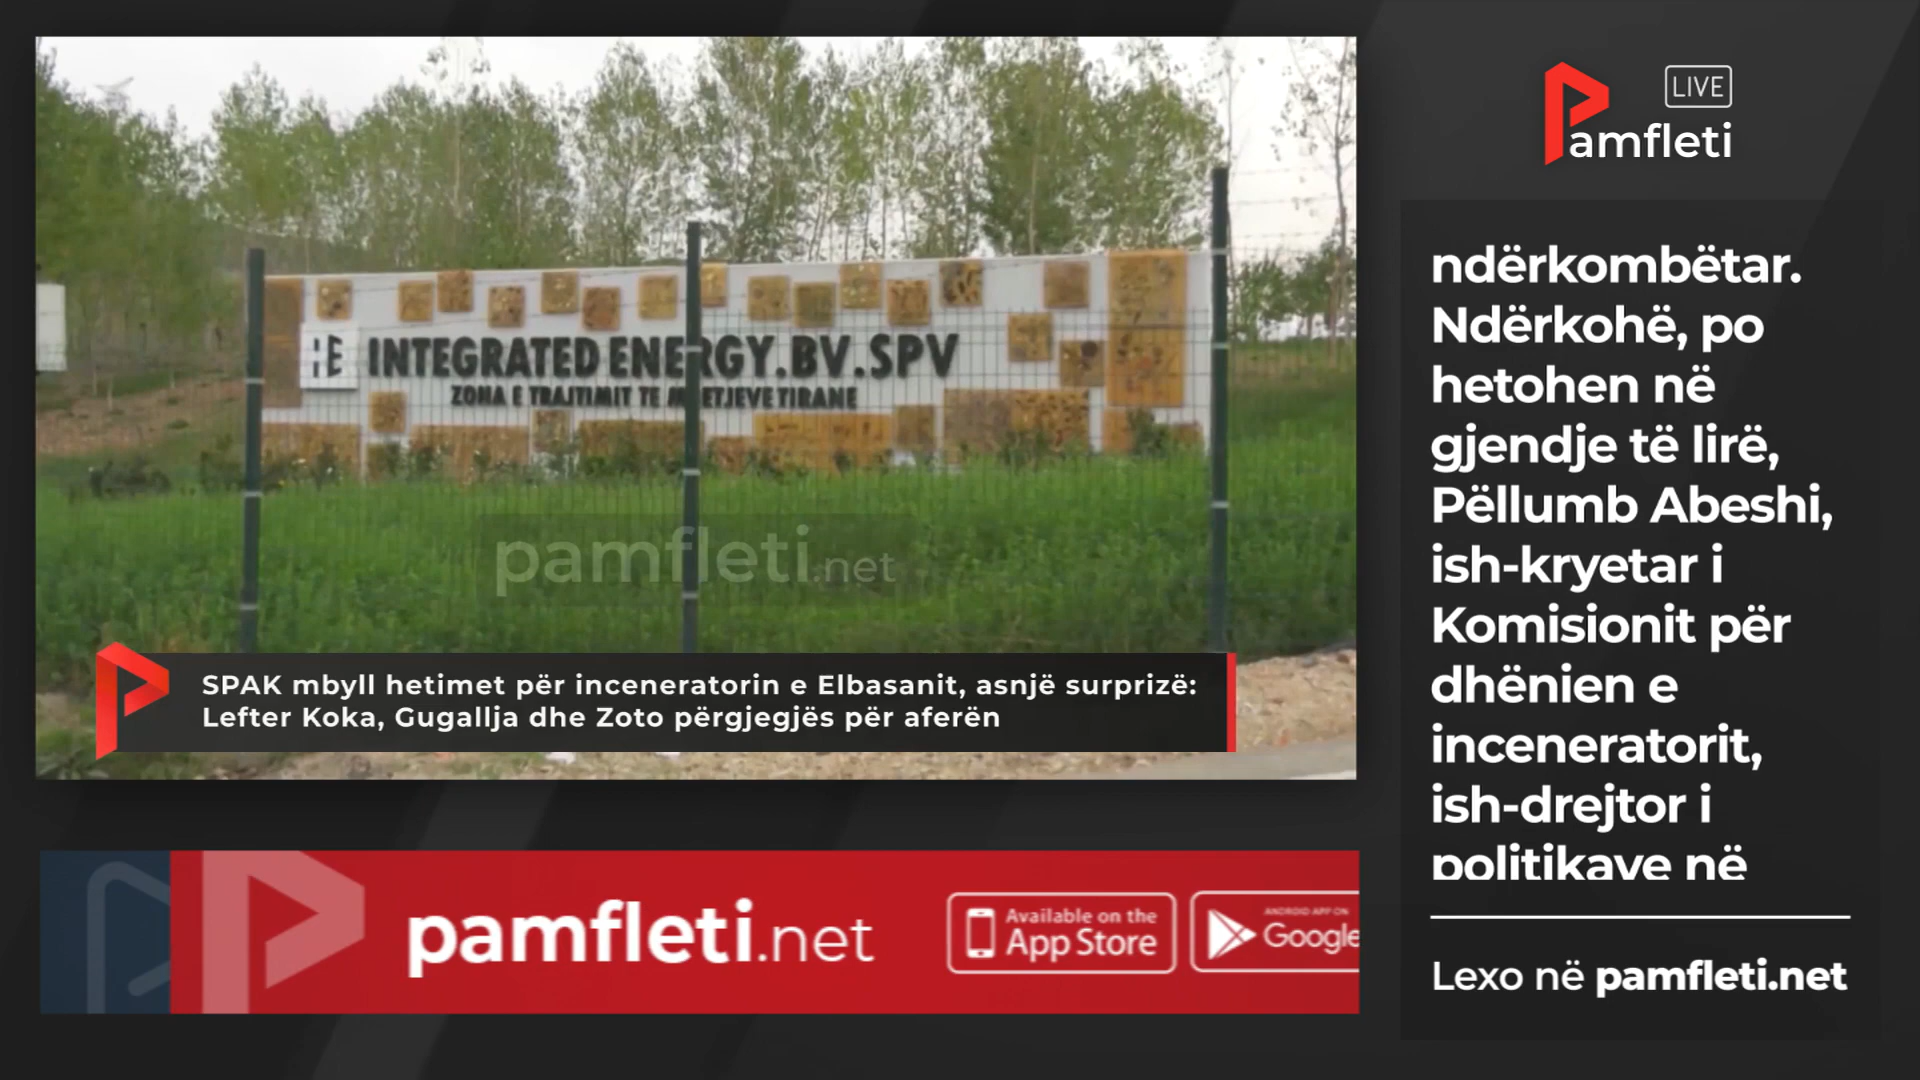 INTEGRATED ENERGY.BV.SPV
ZONA E TRAJTIMIT TE TIRANE
pamfleti.net
SPAK mbyll hetimet për inceneratorin e Elbasanit, asnjë surprizë:
Lefter Koka, Gugallja dhe Zoto përgjegjës për aferën
pamfleti.net
Available on the
App Store
ANDROID APP ON
Google
LIVE
Pamfleti
ndërkombëtar.
Ndërkohë, po
hetohen në
gjendje të lirë,
Pëllumb Abeshi,
ish-kryetar i
Komisionit për
dhënien e
inceneratorit,
ish-drejtor i
politikave në
Lexo në pamfleti.net